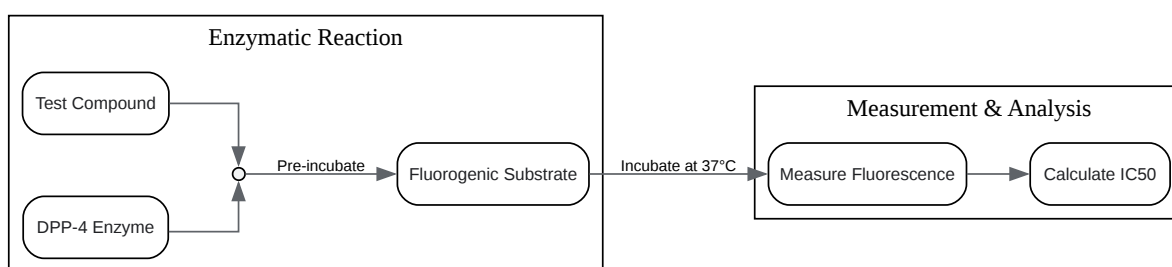 Enzymatic Reaction
Test Compound
DPP-4 Enzyme
Pre-incubate
Fluorogenic Substrate
Incubate at 37°C
Measurement & Analysis
Measure Fluorescence
Calculate IC50